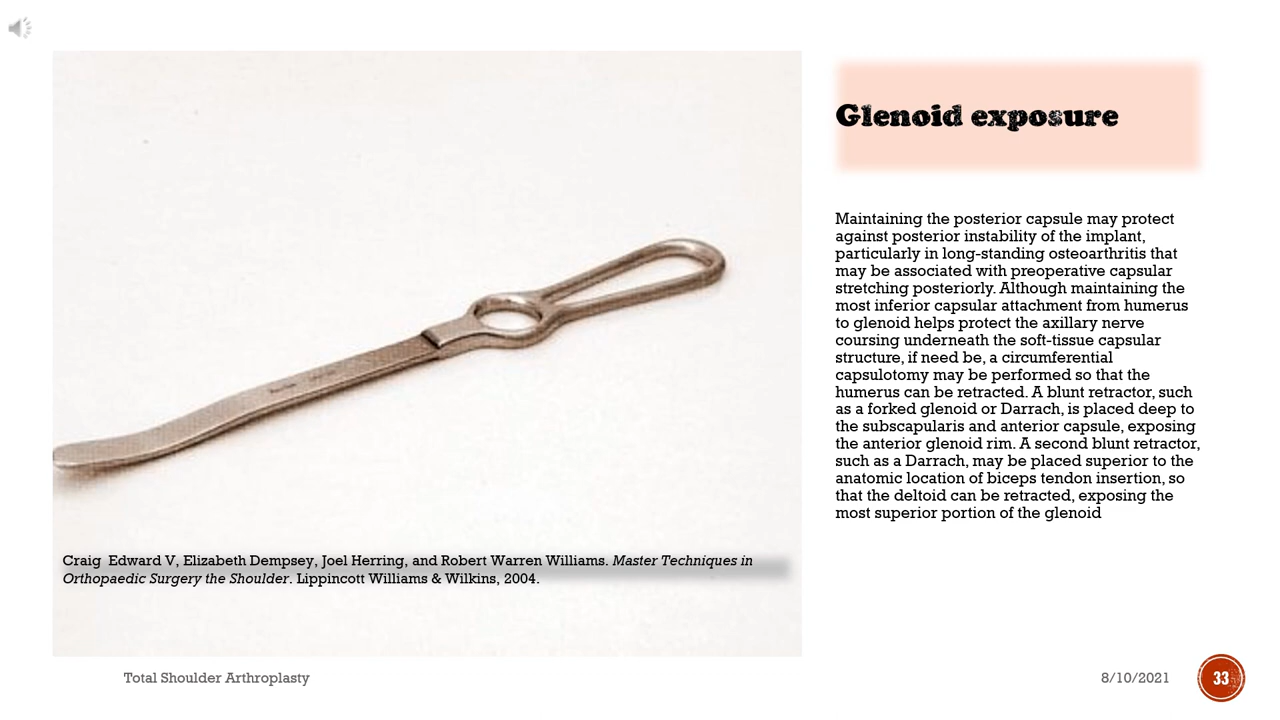 Glenoid exposure
Maintaining the posterior capsule may protect
against posterior instability of the implant,
particularly in long-standing osteoarthritis that
may be associated with preoperative capsular
stretching posteriorly. Although maintaining the
most inferior capsular attachment from humerus
to glenoid helps protect the axillary nerve
coursing underneath the soft-tissue capsular
structure, if need be, a circumferential
capsulotomy may be performed so that the
humerus can be retracted. A blunt retractor, such
as a forked glenoid or Darrach, is placed deep to
the subscapularis and anterior capsule, exposing
the anterior glenoid rim. A second blunt retractor,
such as a Darrach, may be placed superior to the
anatomic location of biceps tendon insertion, so
that the deltoid can be retracted, exposing the
most superior portion of the glenoid
Craig  Edward V, Elizabeth Dempsey, Joel Herring, and Robert Warren Williams. Master Techniques in
Orthopaedic Surgery the Shoulder. Lippincott Williams & Wilkins, 2004.
Total Shoulder Arthroplasty
8/10/2021
33